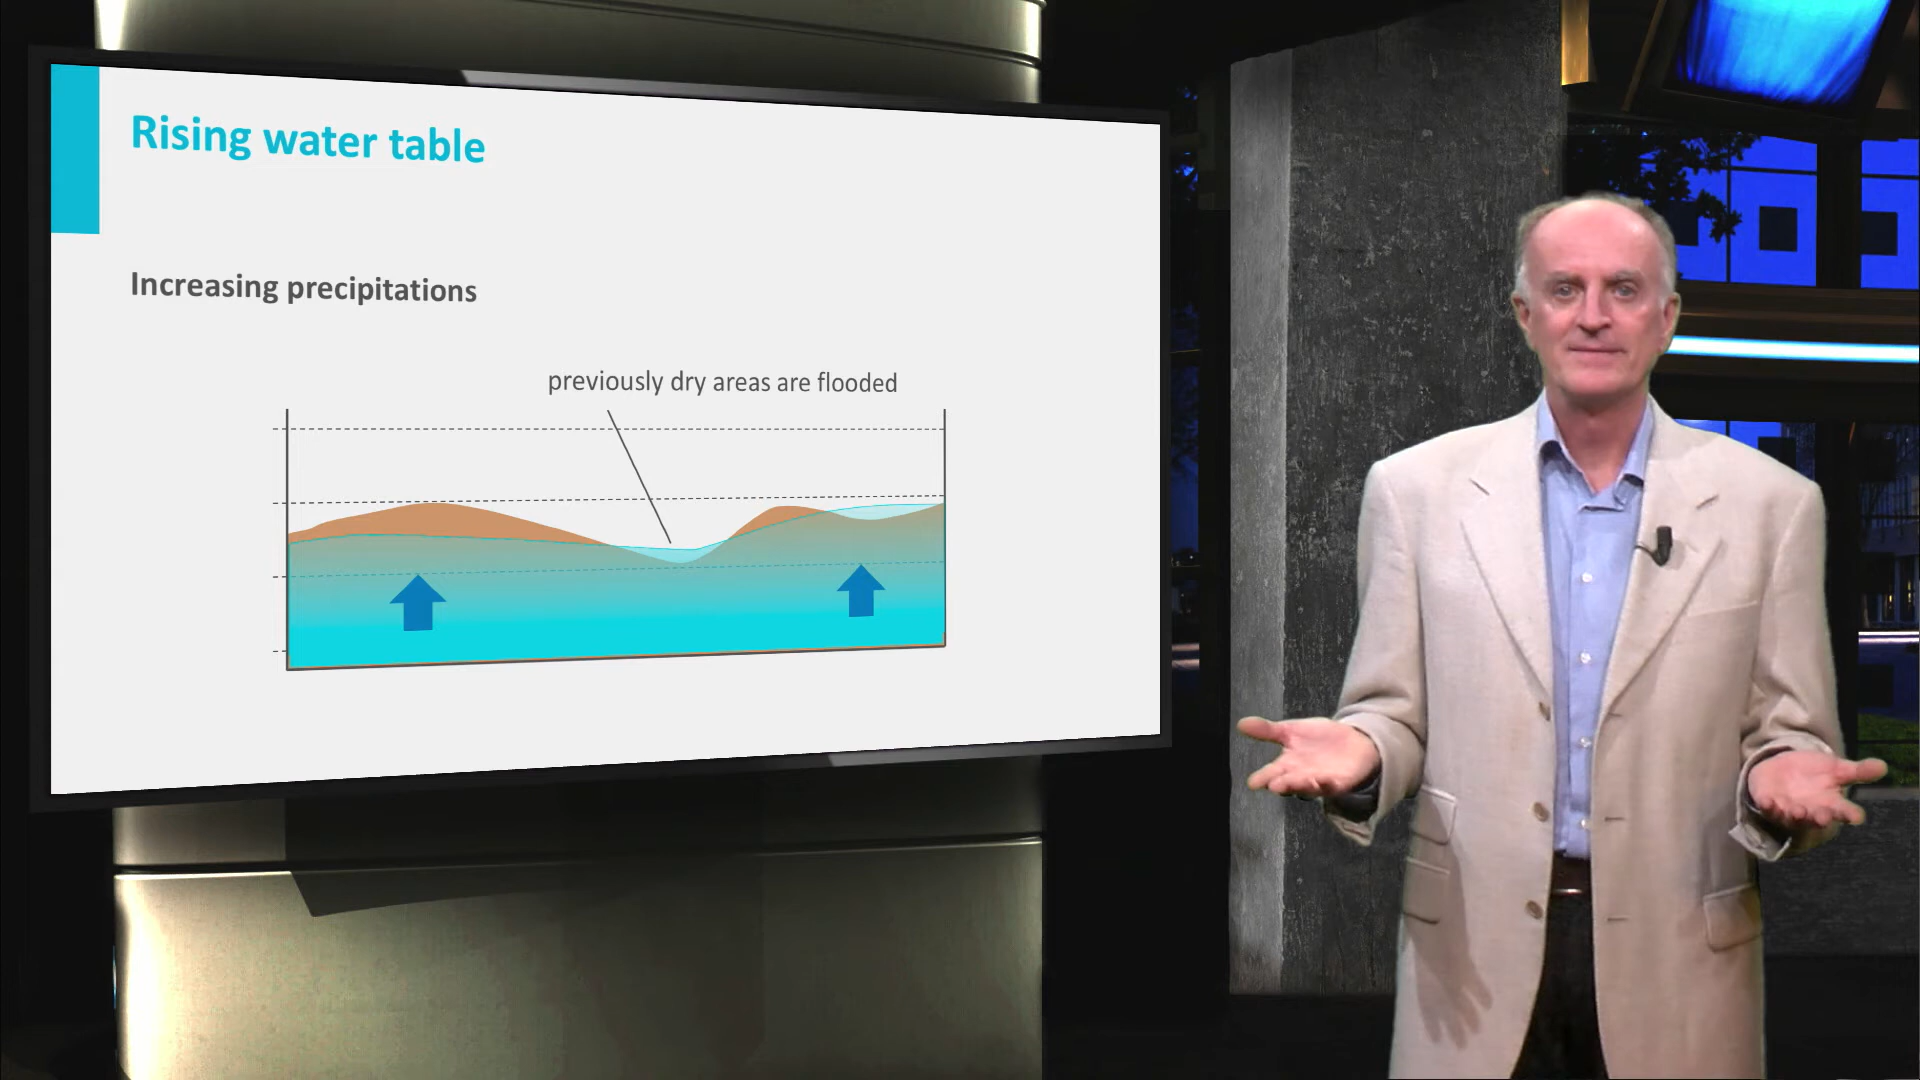 Rising water table
Increasing precipitations
previously dry areas are flooded